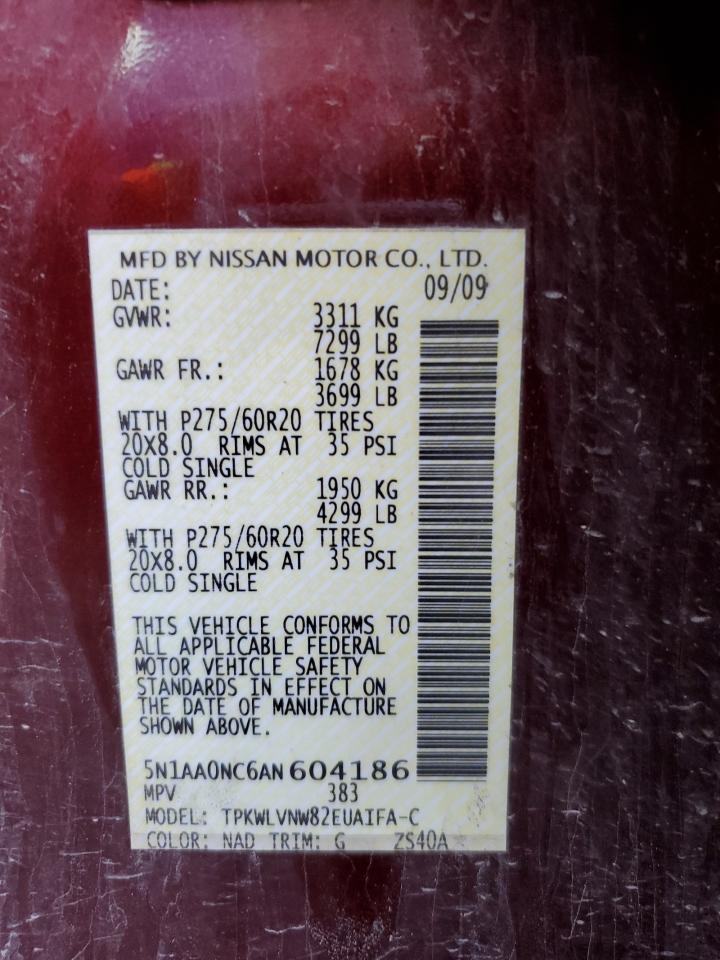 MFD BY NISSAN MOTOR CO., LTD.
DATE: 09/09
GVWR: 3311 KG
7299 LB
GAWR FR.: 1678 KG
3699 LB
WITH P275/60R20 TIRES
20X8.0 RIMS AT 35 PSI
COLD SINGLE
GAWR RR.: 1950 KG
4299 LB
WITH P275/60R20 TIRES
20X8.0 RIMS AT 35 PSI
COLD SINGLE
THIS VEHICLE CONFORMS TO
ALL APPLICABLE FEDERAL
MOTOR VEHICLE SAFETY
STANDARDS IN EFFECT ON
THE DATE OF MANUFACTURE
SHOWN ABOVE.
5N1AA0NC6AN604186
MPV 383
MODEL: TPKWLVNW82EUAIFA-C
COLOR: NAD TRIM: G ZS40A